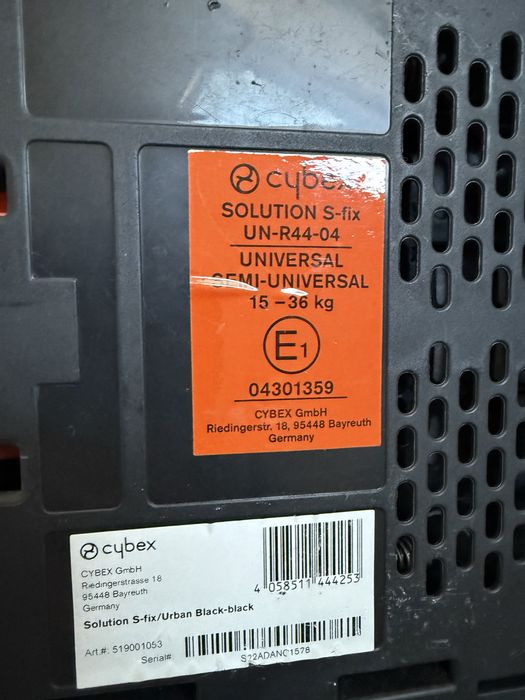 cybex
SOLUTION S-fix
UN-R44-04
UNIVERSAL
SEMI-UNIVERSAL
15 – 36 kg
E1
04301359
CYBEX GmbH
Riedingerstr. 18, 95448 Bayreuth
Germany
cybex
CYBEX GmbH
Riedingerstrasse 18
95448 Bayreuth
Germany
4 058511 444253
Solution S-fix/Urban Black-black
Art.#: 519001053
Serial#
S22ADANC1578